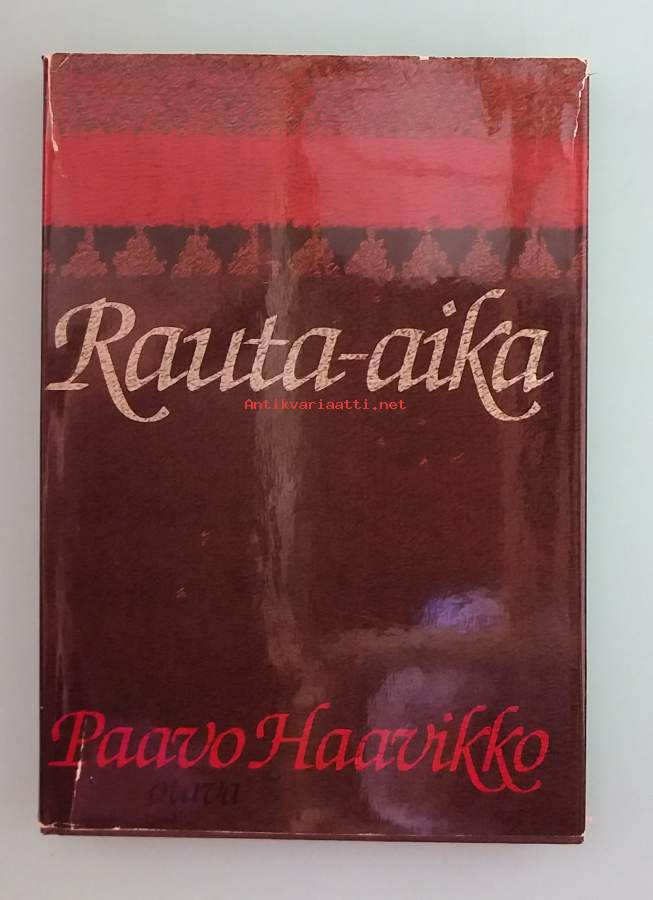 Rauta-aika
Antikvariaatti.net
Paavo Haavikko
otava